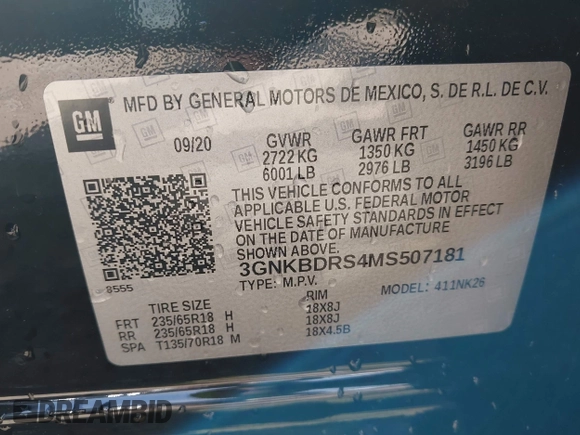 GM
MFD BY GENERAL MOTORS DE MEXICO, S. DE R.L. DE C.V.
09/20 GVWR GAWR FRT GAWR RR
2722 KG 1350 KG 1450 KG
6001 LB 2976 LB 3196 LB
THIS VEHICLE CONFORMS TO ALL
APPLICABLE U.S. FEDERAL MOTOR
VEHICLE SAFETY STANDARDS IN EFFECT
ON THE DATE OF MANUFACTURE
SHOWN ABOVE.
3GNKBDRS4MS507181
8555 TYPE: M.P.V. MODEL: 411NK26
TIRE SIZE RIM
FRT 235/65R18 H 18X8J
RR 235/65R18 H 18X8J
SPA T135/70R18 M 18X4.5B
DREAMBID